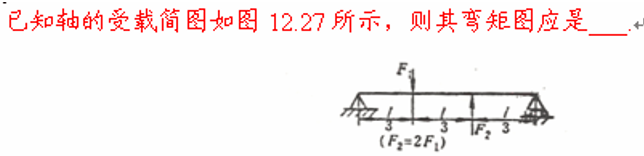 已知轴的受载简图如图 12.27 所示，则其弯矩图应是___.↵
F₁
l/3 l/3 F₂ l/3
(F₂=2F₁)